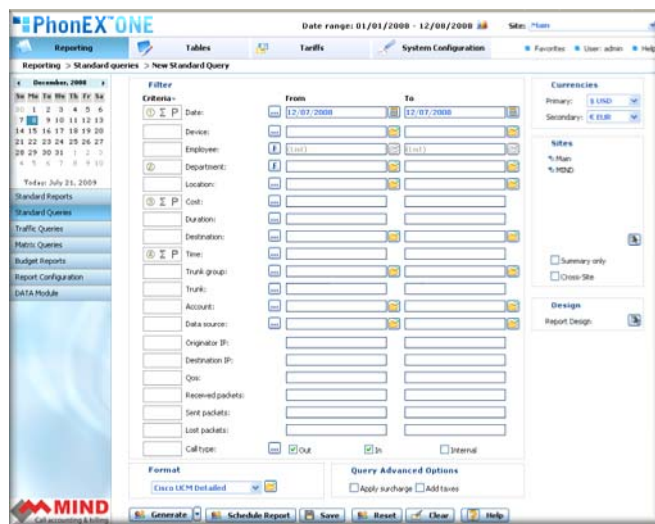 PhonEX ONE
Date range: 01/01/2008 - 12/08/2008 Site: Main
Reporting Tables Tariffs System Configuration Favorites User: admin Help
Reporting > Standard queries > New Standard Query
December, 2008
Su Mo Tu We Th Fr Sa
30 1 2 3 4 5 6
7 8 9 10 11 12 13
14 15 16 17 18 19 20
21 22 23 24 25 26 27
28 29 30 31 1 2 3
4 5 6 7 8 9 10
Today: July 21, 2009
Standard Reports
Standard Queries
Traffic Queries
Matrix Queries
Budget Reports
Report Configuration
DATA Module
MIND
Call accounting & billing
Filter
Criteria From To
1 Σ P Date: ... 12/07/2008 12/07/2008
Device: ...
Employee: F (List) (List)
2 Department: F
Location: ...
3 Σ P Cost:
Duration: ...
Destination: ...
4 Σ P Time: ...
Trunk group: ...
Trunk: ...
Account: ...
Data source: ...
Originator IP:
Destination IP:
Qos:
Received packets:
Sent packets:
Lost packets:
Call type: ... Out In Internal
Format
Cisco UCM Detailed
Query Advanced Options
Apply surcharge Add taxes
Generate Schedule Report Save Reset Clear Help
Currencies
Primary: $ USD
Secondary: € EUR
Sites
Main
MIND
Summary only
Cross-Site
Design
Report Design: